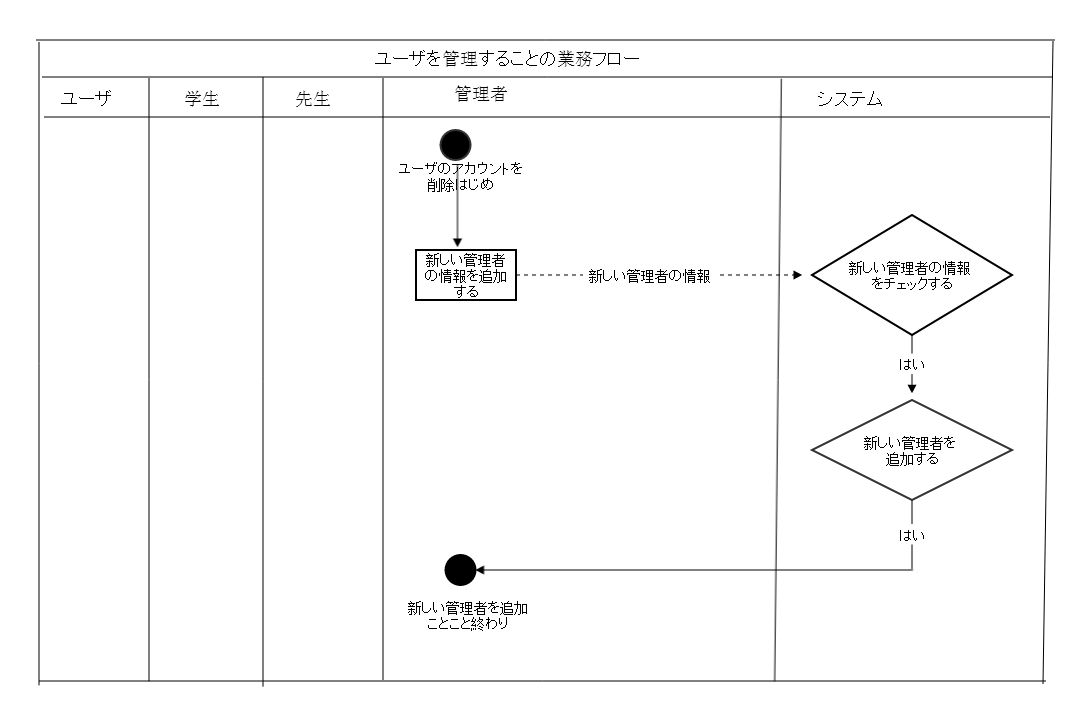 ユーザを管理することの業務フロー
ユーザ
学生
先生
管理者
システム
ユーザのアカウントを
削除はじめ
新しい管理者
の情報を追加
する
新しい管理者の情報
新しい管理者の情報
をチェックする
はい
新しい管理者を
追加する
はい
新しい管理者を追加
ことこと終わり